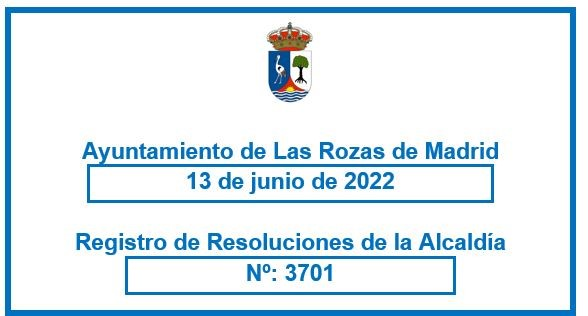 Ayuntamiento de Las Rozas de Madrid
13 de junio de 2022
Registro de Resoluciones de la Alcaldía
Nº: 3701